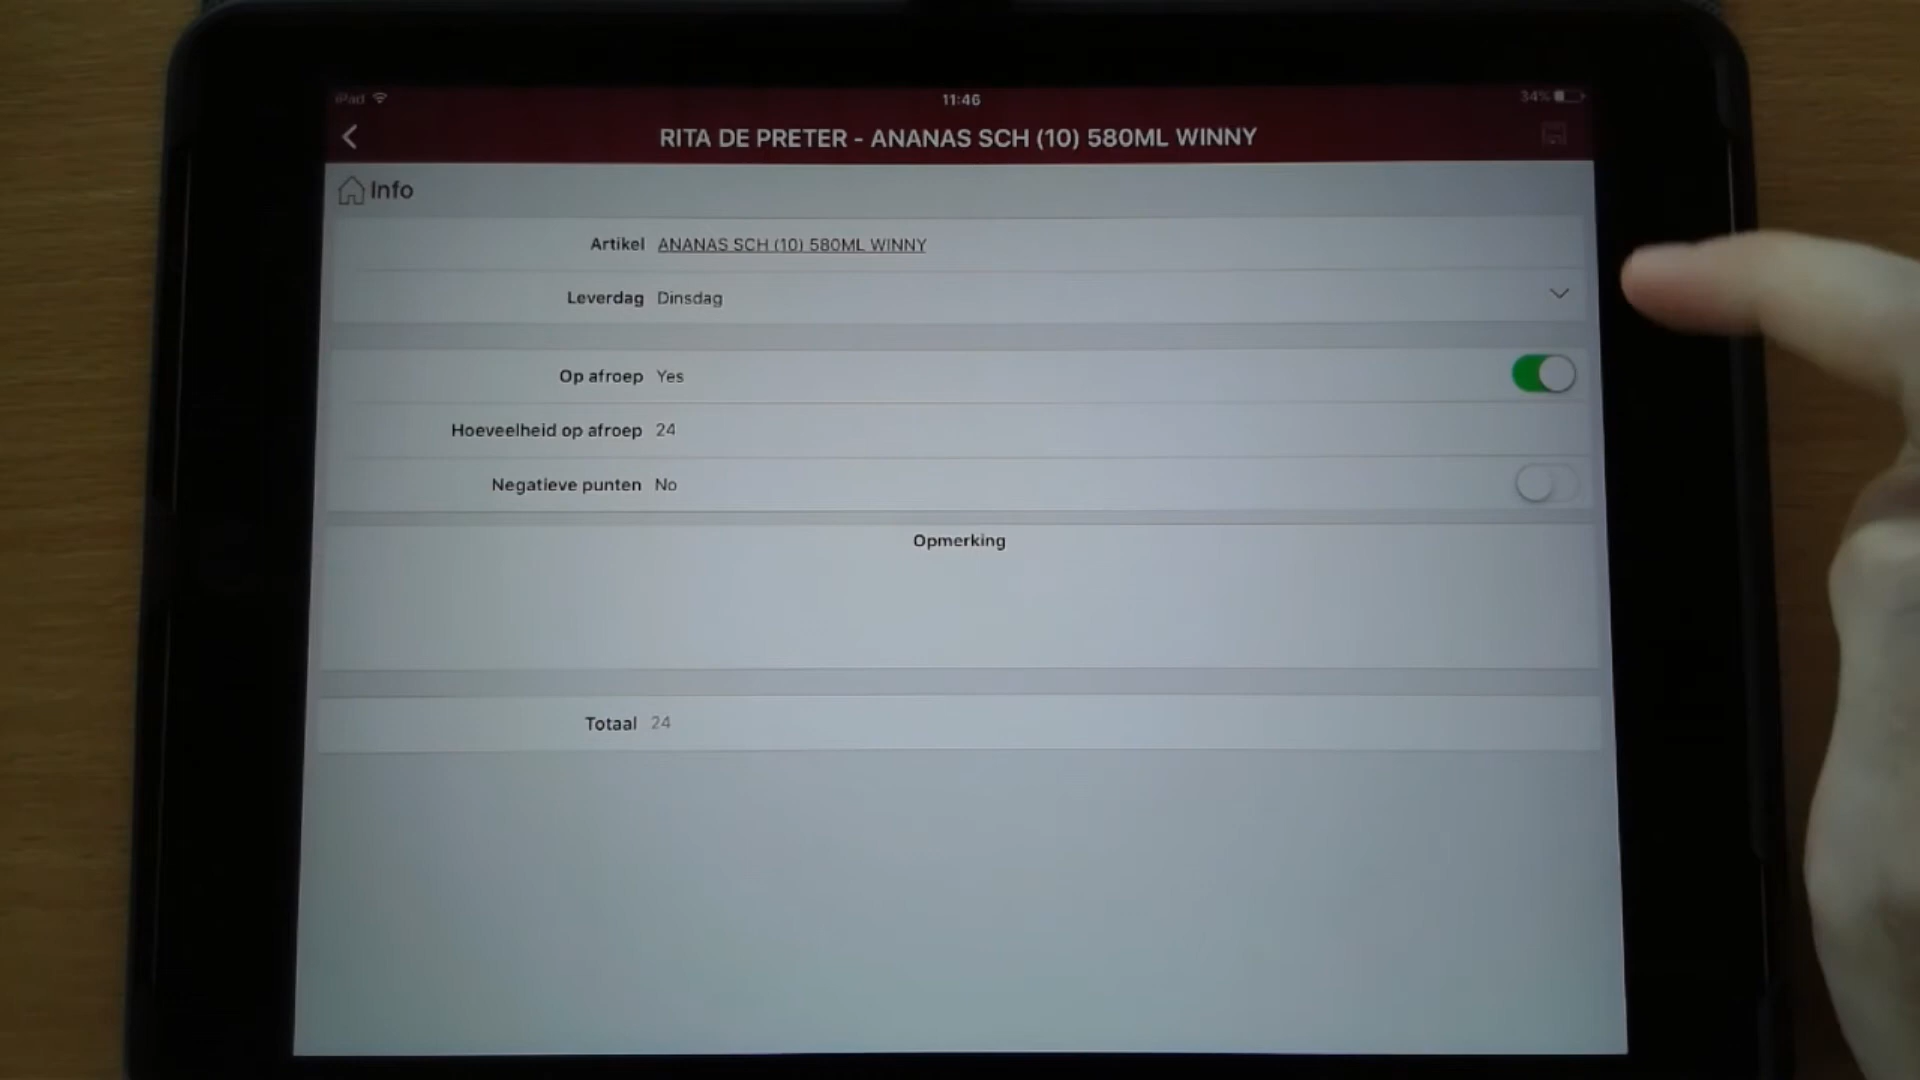 iPad 11:46 34%
RITA DE PRETER - ANANAS SCH (10) 580ML WINNY
Info
Artikel ANANAS SCH (10) 580ML WINNY
Leverdag Dinsdag
Op afroep Yes
Hoeveelheid op afroep 24
Negatieve punten No
Opmerking
Totaal 24